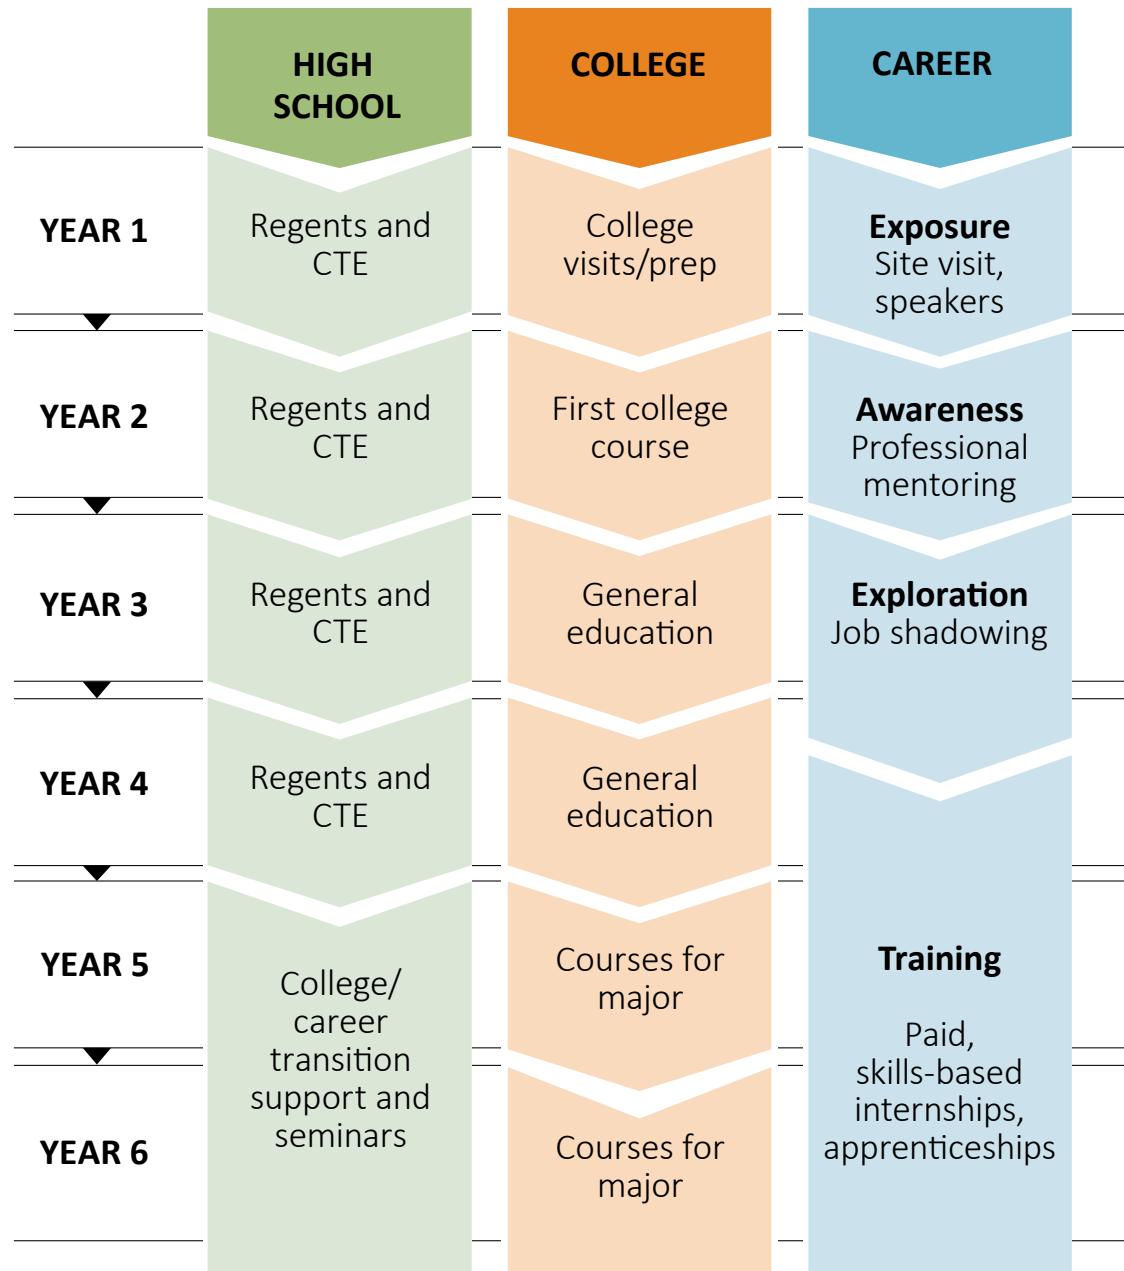 HIGH
SCHOOL
COLLEGE
CAREER
YEAR 1
Regents and
CTE
College
visits/prep
Exposure
Site visit,
speakers
YEAR 2
Regents and
CTE
First college
course
Awareness
Professional
mentoring
YEAR 3
Regents and
CTE
General
education
Exploration
Job shadowing
YEAR 4
Regents and
CTE
General
education
YEAR 5
College/
career
transition
support and
seminars
Courses for
major
Training
Paid,
skills-based
internships,
apprenticeships
YEAR 6
Courses for
major